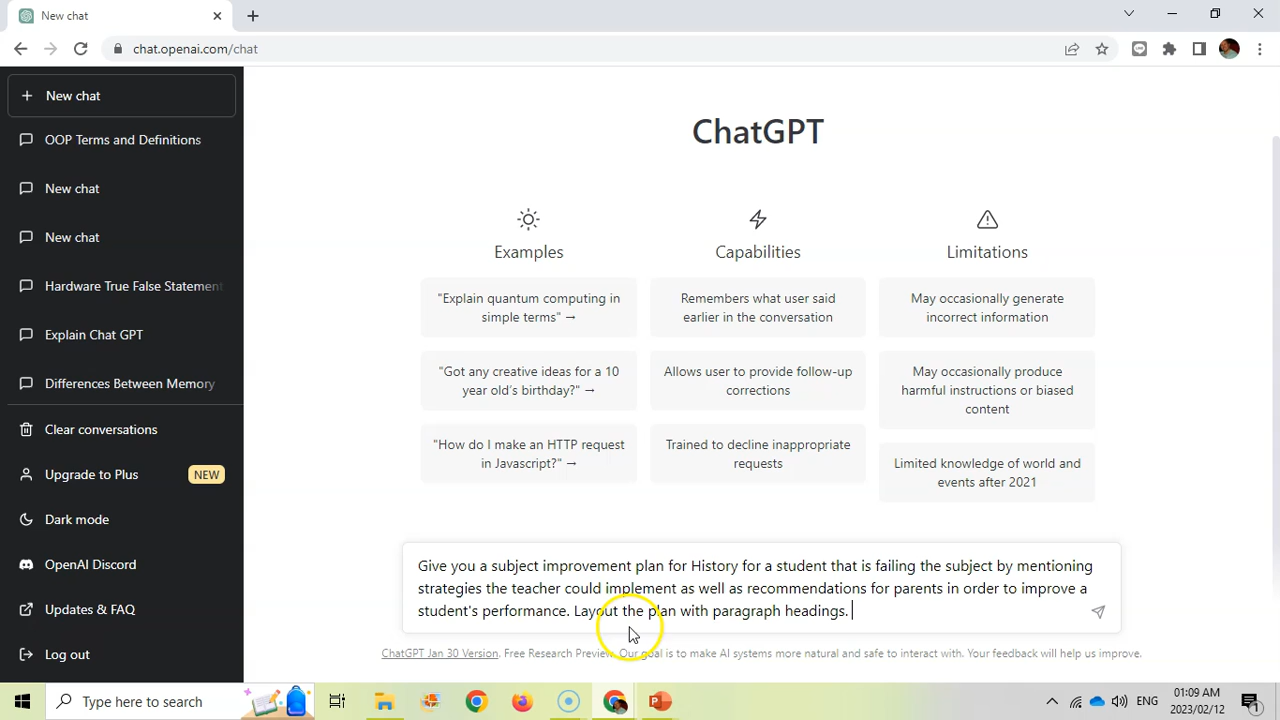 New chat
chat.openai.com/chat
New chat
OOP Terms and Definitions
New chat
New chat
Hardware True False Statement
Explain Chat GPT
Differences Between Memory
Clear conversations
Upgrade to Plus NEW
Dark mode
OpenAI Discord
Updates & FAQ
Log out
ChatGPT
Examples
"Explain quantum computing in
simple terms" →
"Got any creative ideas for a 10
year old's birthday?" →
"How do I make an HTTP request
in Javascript?" →
Capabilities
Remembers what user said
earlier in the conversation
Allows user to provide follow-up
corrections
Trained to decline inappropriate
requests
Limitations
May occasionally generate
incorrect information
May occasionally produce
harmful instructions or biased
content
Limited knowledge of world and
events after 2021
Give you a subject improvement plan for History for a student that is failing the subject by mentioning
strategies the teacher could implement as well as recommendations for parents in order to improve a
student's performance. Layout the plan with paragraph headings.
ChatGPT Jan 30 Version. Free Research Preview. Our goal is to make AI systems more natural and safe to interact with. Your feedback will help us improve.
Type here to search
ENG
01:09 AM
2023/02/12